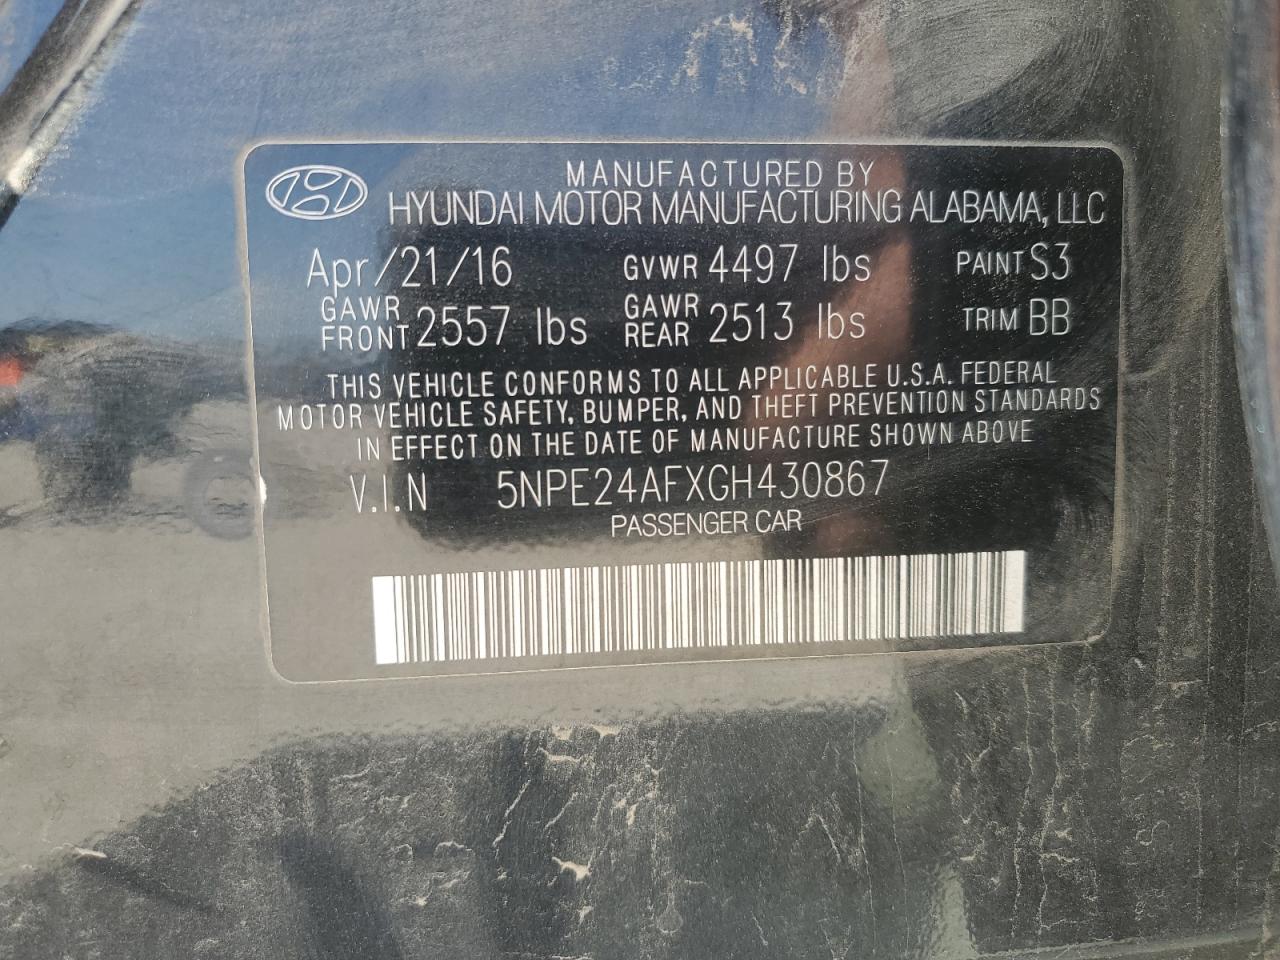 MANUFACTURED BY
HYUNDAI MOTOR MANUFACTURING ALABAMA, LLC
Apr/21/16 GVWR 4497 lbs PAINT S3
GAWR FRONT 2557 lbs GAWR REAR 2513 lbs TRIM BB
THIS VEHICLE CONFORMS TO ALL APPLICABLE U.S.A. FEDERAL
MOTOR VEHICLE SAFETY, BUMPER, AND THEFT PREVENTION STANDARDS
IN EFFECT ON THE DATE OF MANUFACTURE SHOWN ABOVE
V.I.N 5NPE24AFXGH430867
PASSENGER CAR